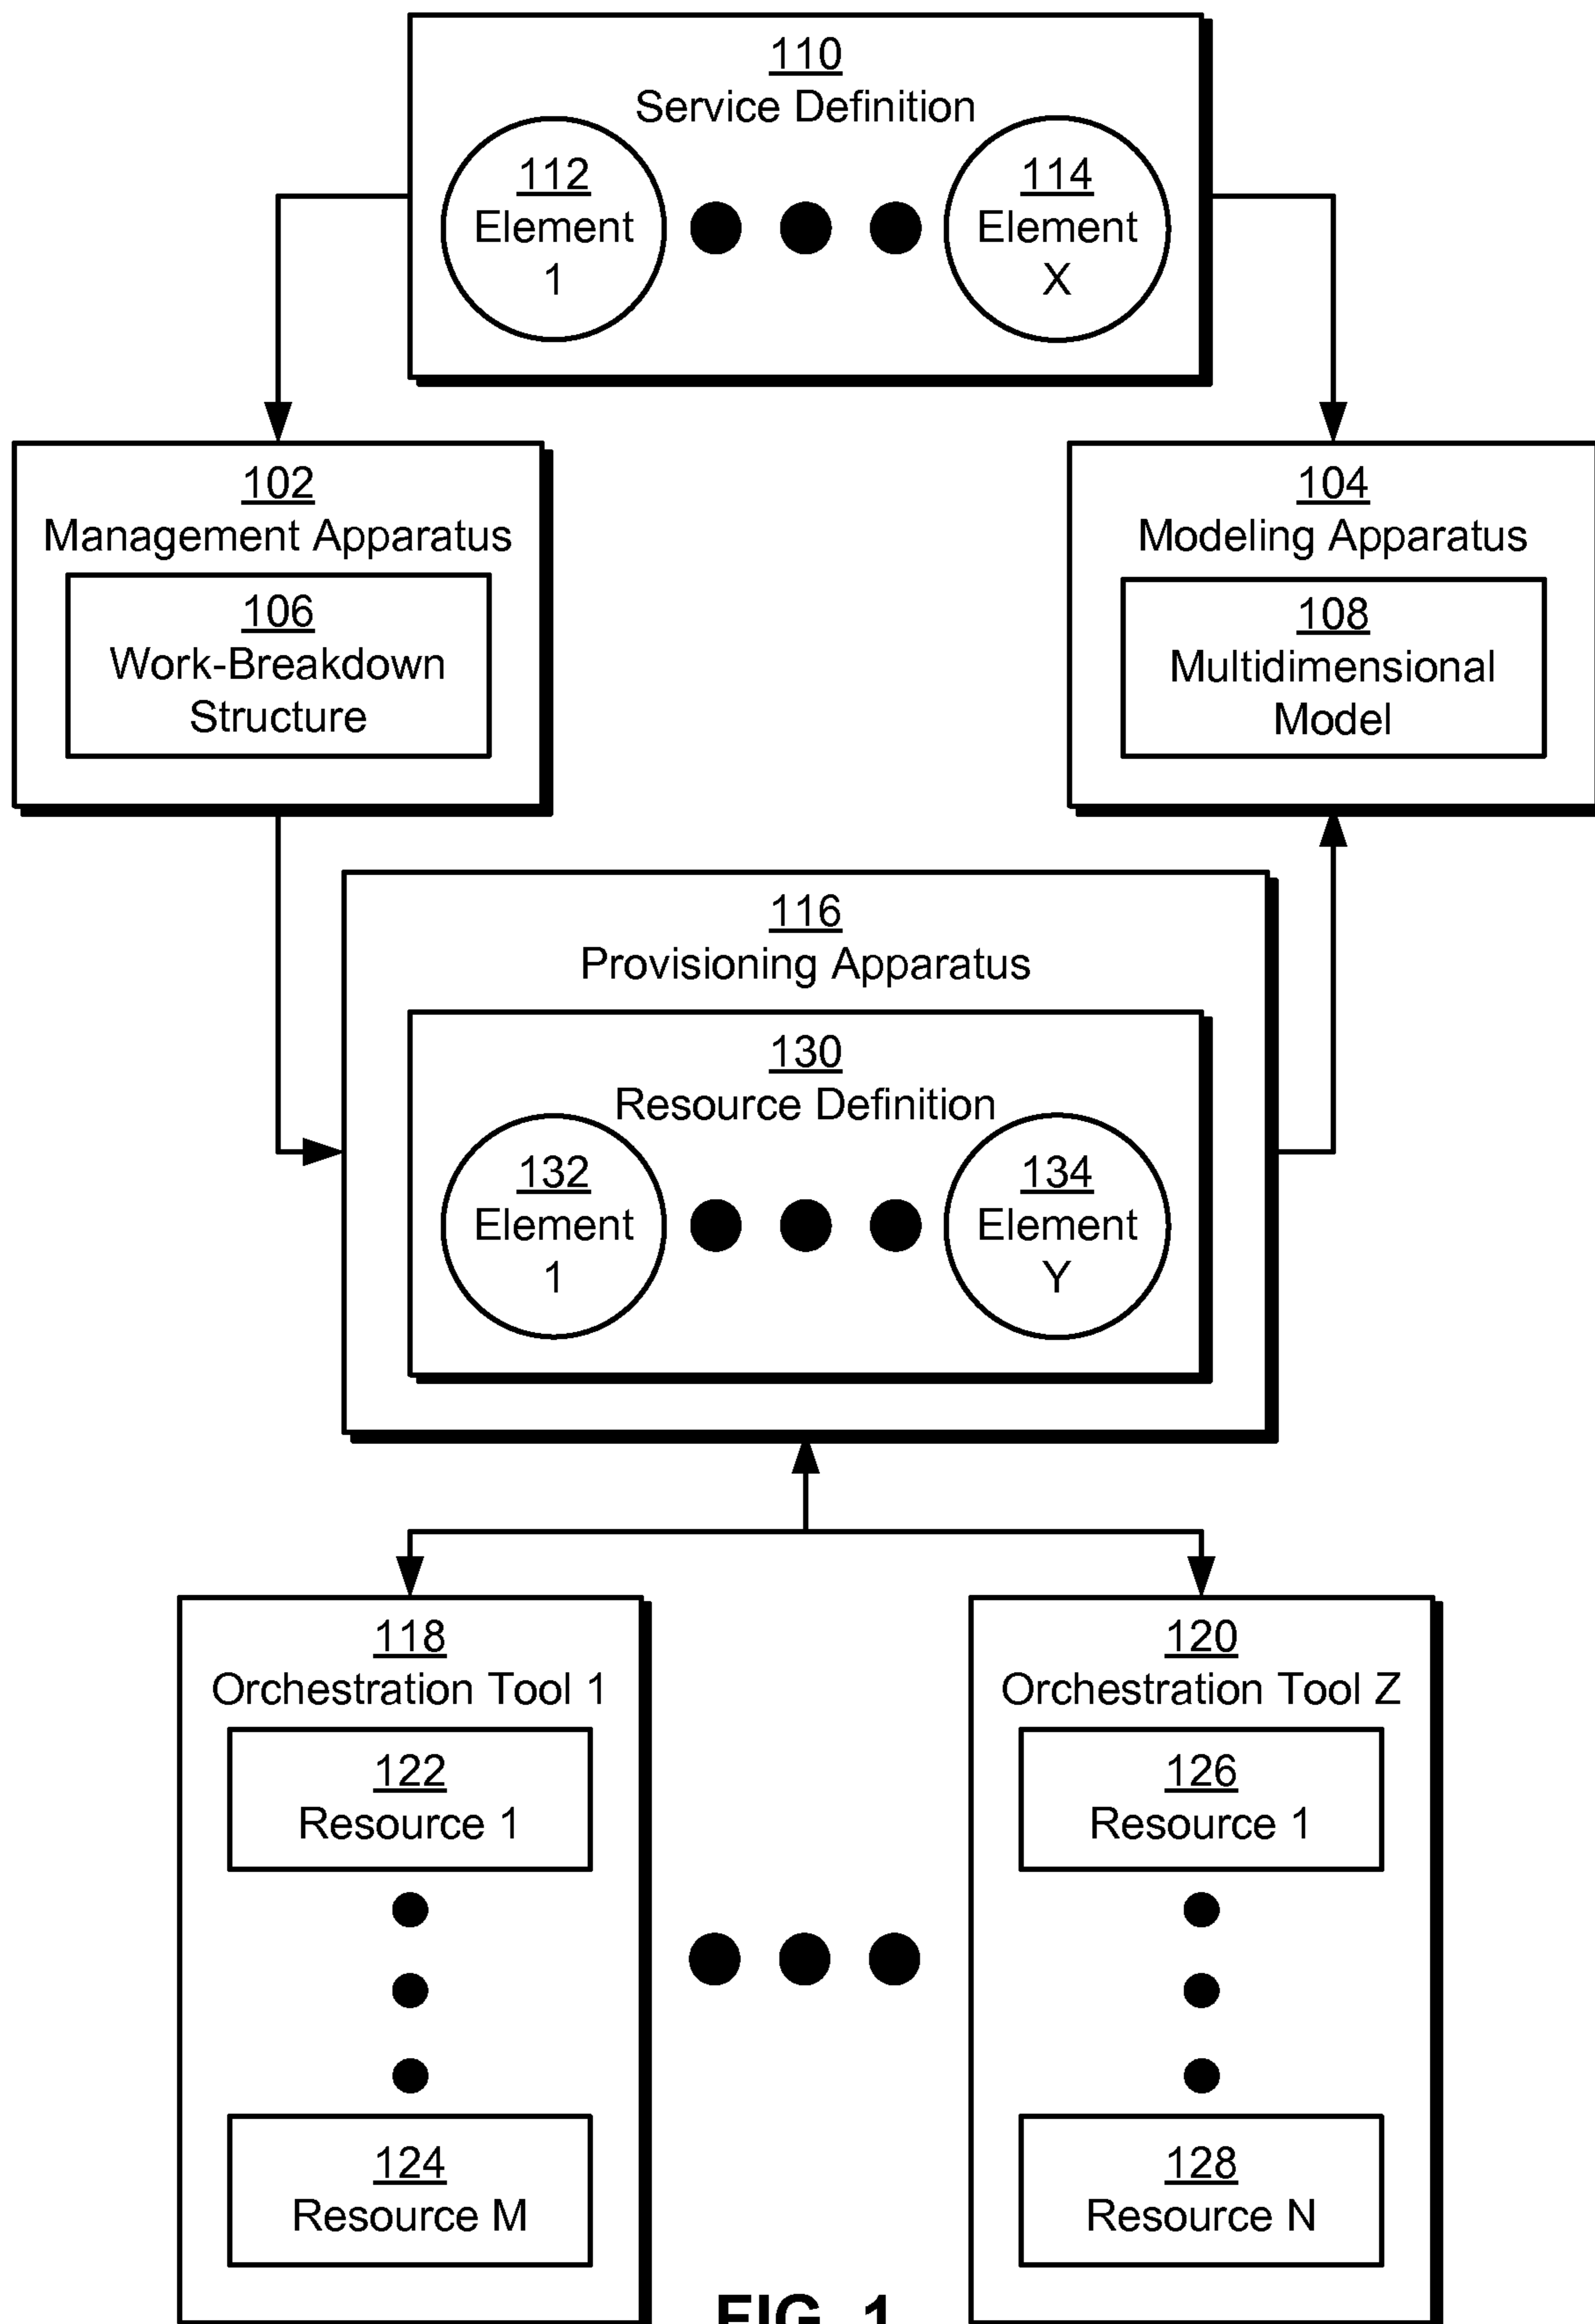 110
Service Definition
112
Element
1
114
Element
X
102
Management Apparatus
106
Work-Breakdown
Structure
104
Modeling Apparatus
108
Multidimensional
Model
116
Provisioning Apparatus
130
Resource Definition
132
Element
1
134
Element
Y
118
Orchestration Tool 1
122
Resource 1
124
Resource M
120
Orchestration Tool Z
126
Resource 1
128
Resource N
FIG. 1